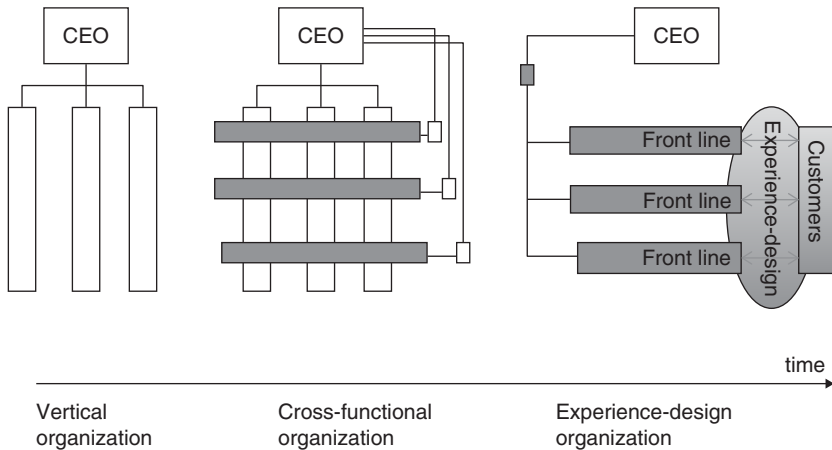 CEO
CEO
CEO
Front line
Front line
Front line
Experience-design
Customers
time
Vertical
organization
Cross-functional
organization
Experience-design
organization